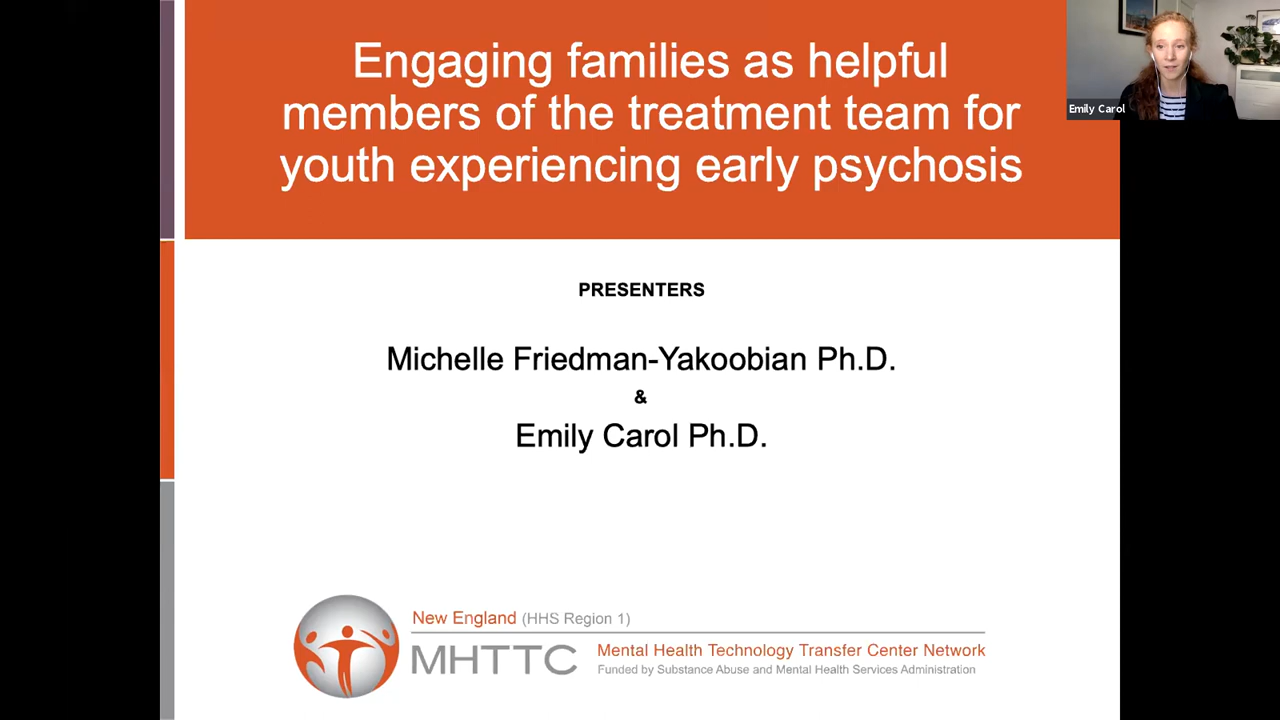 Engaging families as helpful
members of the treatment team for
youth experiencing early psychosis
Emily Carol
PRESENTERS
Michelle Friedman-Yakoobian Ph.D.
&
Emily Carol Ph.D.
New England (HHS Region 1)
MHTTC
Mental Health Technology Transfer Center Network
Funded by Substance Abuse and Mental Health Services Administration